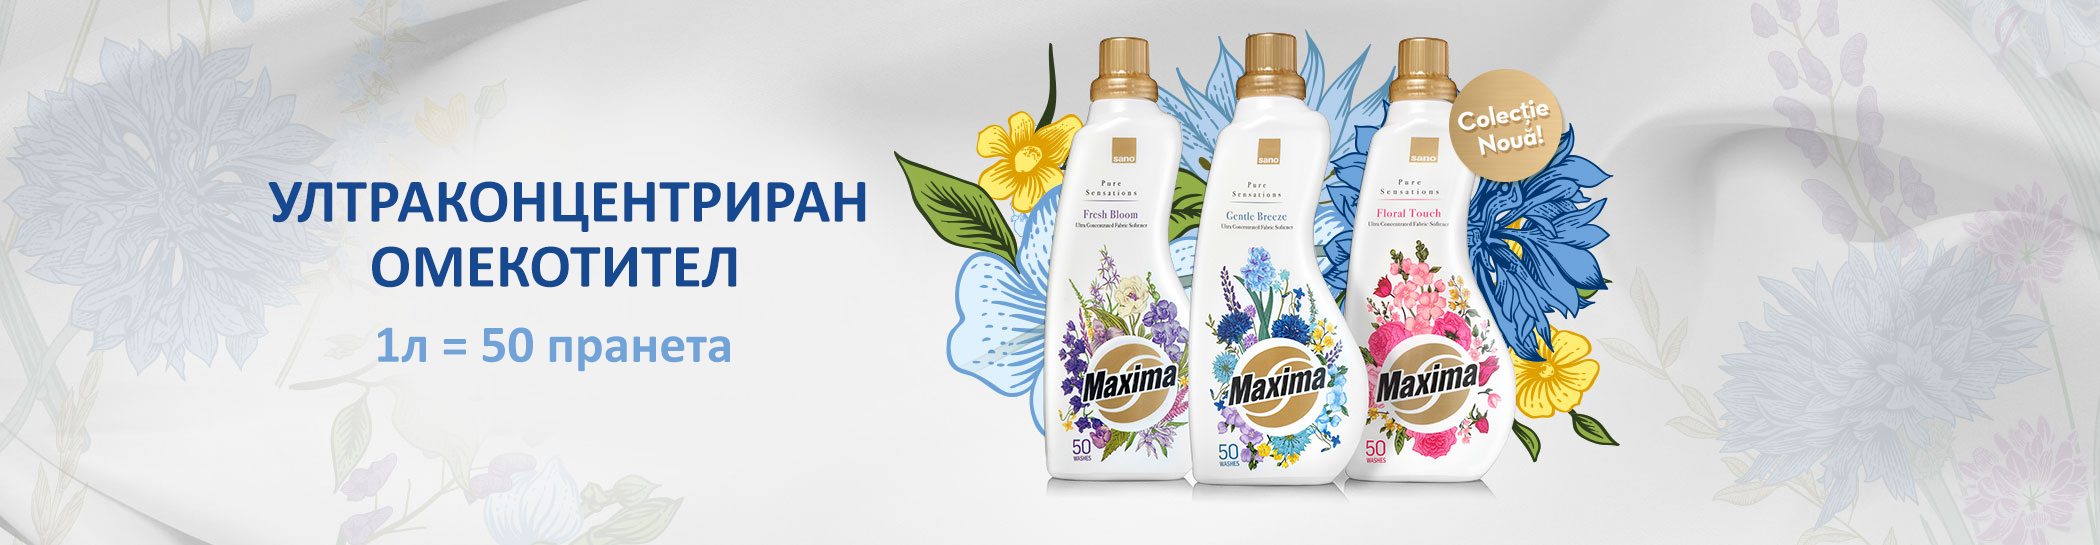 УЛТРАКОНЦЕНТРИРАН
ОМЕКОТИТЕЛ
1л = 50 пранета
sano
Pure
Sensations
Fresh Bloom
Ultra Concentrated Fabric Softener
Maxima
50
WASHES
sano
Pure
Sensations
Gentle Breeze
Ultra Concentrated Fabric Softener
Maxima
50
WASHES
sano
Pure
Sensations
Floral Touch
Ultra Concentrated Fabric Softener
Maxima
50
WASHES
Colecție
Nouă!